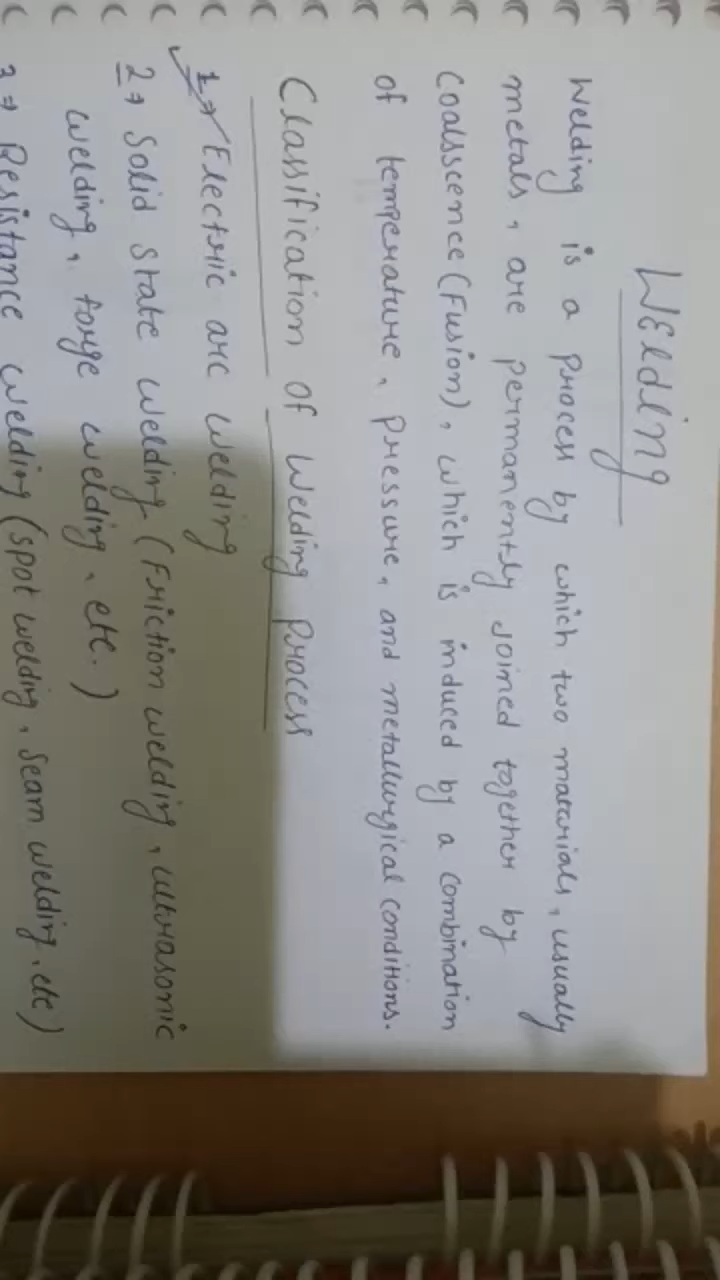 Welding
Welding is a process by which two materials, usually
metals, are permanently joined together by
Coalsscence (Fusion), which is induced by a combination
of temperature, pressure, and metallurgical conditions.
Classification of Welding process
1→ Electric arc welding
2→ Solid state welding (Friction welding, ultrasonic
welding, forge welding, etc.)
3→ Resistance welding (spot welding, seam welding, etc)